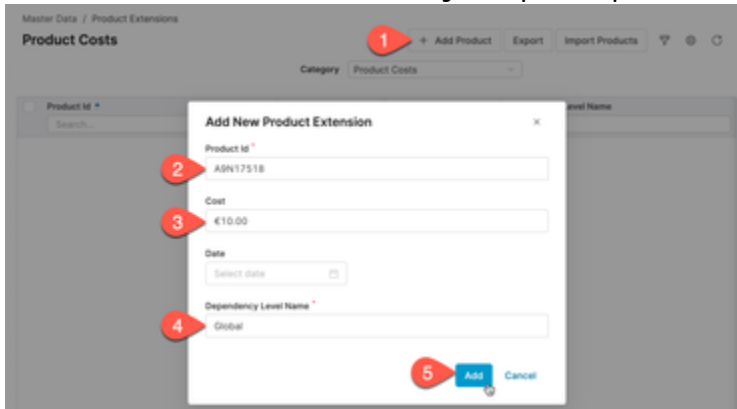 Master Data / Product Extensions
Product Costs
1
+ Add Product
Export
Import Products
Category
Product Costs
Product Id
Level Name
Search...
Add New Product Extension
×
Product Id *
2
A9N17518
Cost
3
€10.00
Date
Select date
Dependency Level Name *
4
Global
5
Add
Cancel